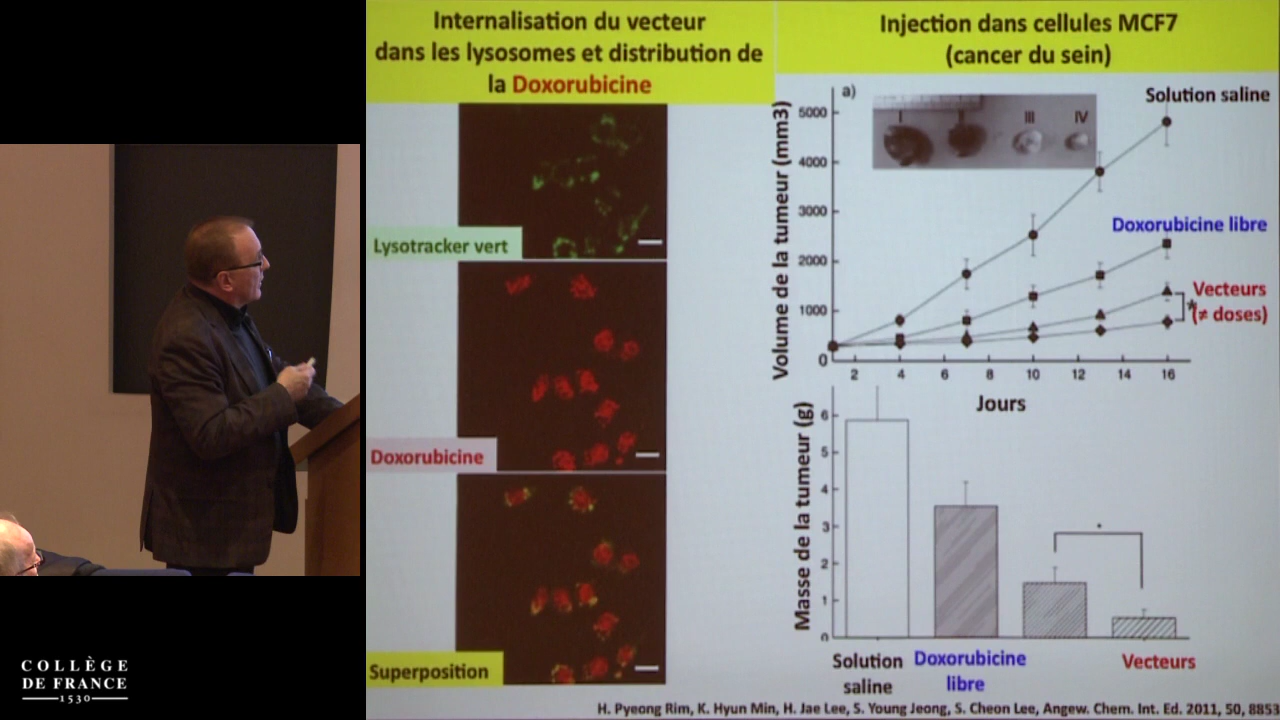 Internalisation du vecteur
dans les lysosomes et distribution de
la Doxorubicine
Lysotracker vert
Doxorubicine
Superposition
Injection dans cellules MCF7
(cancer du sein)
a)
I II III IV
Solution saline
Doxorubicine libre
Vecteurs
*(≠ doses)
Volume de la tumeur (mm3)
5000
4000
3000
2000
1000
0
2 4 6 8 10 12 14 16
Jours
Masse de la tumeur (g)
6
5
4
3
2
1
0
*
Solution
saline
Doxorubicine
libre
Vecteurs
H. Pyeong Rim, K. Hyun Min, H. Jae Lee, S. Young Jeong, S. Cheon Lee, Angew. Chem. Int. Ed. 2011, 50, 8853
COLLÈGE
DE FRANCE
1530